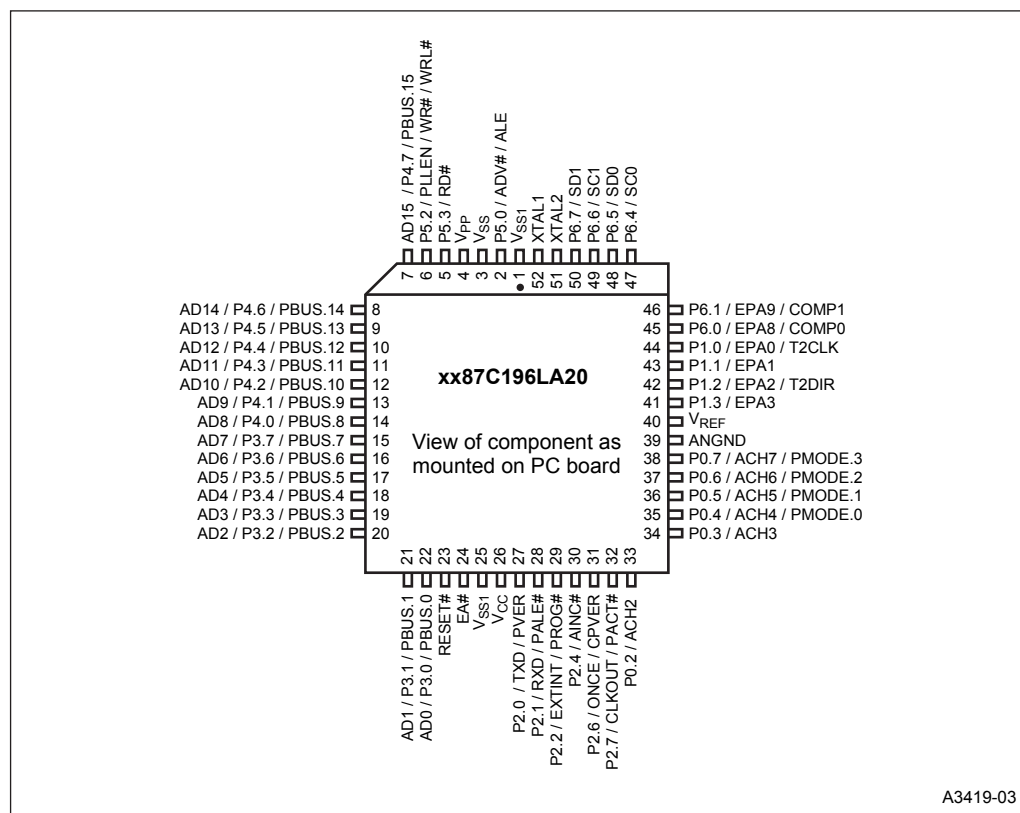 AD15 / P4.7 / PBUS.15
P5.2 / PLLEN / WR# / WRL#
P5.3 / RD#
VPP
VSS
P5.0 / ADV# / ALE
VSS1
XTAL1
XTAL2
P6.7 / SD1
P6.6 / SC1
P6.5 / SD0
P6.4 / SC0
7
6
5
4
3
2
1
52
51
50
49
48
47
AD14 / P4.6 / PBUS.14 8
AD13 / P4.5 / PBUS.13 9
AD12 / P4.4 / PBUS.12 10
AD11 / P4.3 / PBUS.11 11
AD10 / P4.2 / PBUS.10 12
AD9 / P4.1 / PBUS.9 13
AD8 / P4.0 / PBUS.8 14
AD7 / P3.7 / PBUS.7 15
AD6 / P3.6 / PBUS.6 16
AD5 / P3.5 / PBUS.5 17
AD4 / P3.4 / PBUS.4 18
AD3 / P3.3 / PBUS.3 19
AD2 / P3.2 / PBUS.2 20
xx87C196LA20
View of component as
mounted on PC board
46 P6.1 / EPA9 / COMP1
45 P6.0 / EPA8 / COMP0
44 P1.0 / EPA0 / T2CLK
43 P1.1 / EPA1
42 P1.2 / EPA2 / T2DIR
41 P1.3 / EPA3
40 VREF
39 ANGND
38 P0.7 / ACH7 / PMODE.3
37 P0.6 / ACH6 / PMODE.2
36 P0.5 / ACH5 / PMODE.1
35 P0.4 / ACH4 / PMODE.0
34 P0.3 / ACH3
21
22
23
24
25
26
27
28
29
30
31
32
33
AD1 / P3.1 / PBUS.1
AD0 / P3.0 / PBUS.0
RESET#
EA#
VSS1
VCC
P2.0 / TXD / PVER
P2.1 / RXD / PALE#
P2.2 / EXTINT / PROG#
P2.4 / AINC#
P2.6 / ONCE / CPVER
P2.7 / CLKOUT / PACT#
P0.2 / ACH2
A3419-03